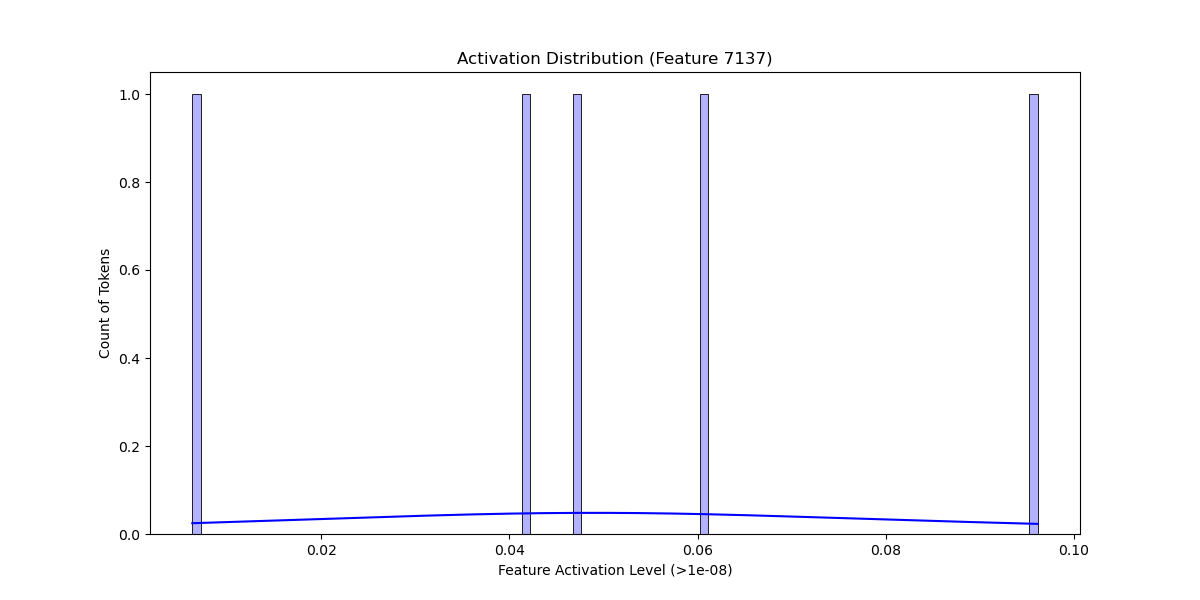 Activation Distribution (Feature 7137)
1.0
0.8
0.6
0.4
0.2
0.0
Count of Tokens
0.02 0.04 0.06 0.08 0.10
Feature Activation Level (>1e-08)